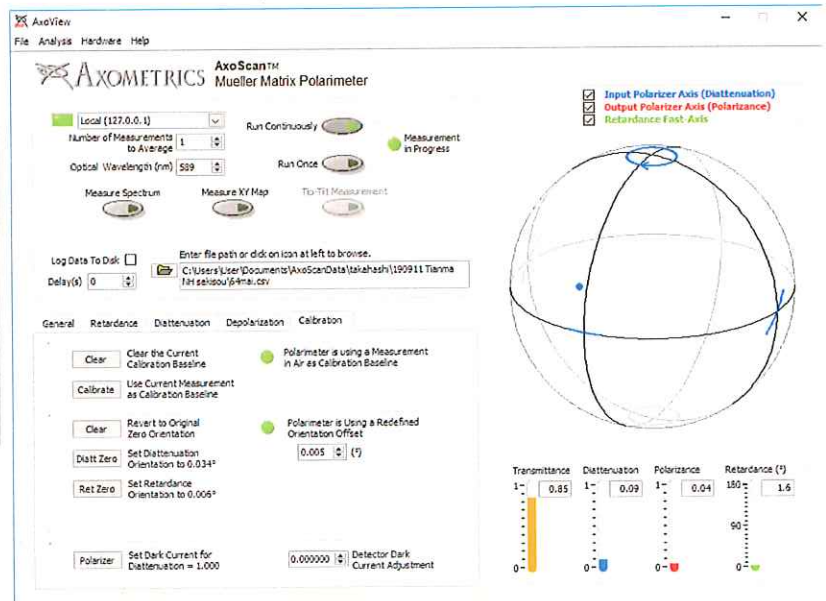 AxoView
File Analysis Hardware Help
AXOMETRICS
AxoScan™
Mueller Matrix Polarimeter
Local (127.0.0.1)
Number of Measurements
to Average
1
Optical Wavelength (nm)
589
Run Continuously
Run Once
Measurement
in Progress
Measure Spectrum
Measure XY Map
Tip-Tilt Measurement
Log Data To Disk
Delay(s)
0
Enter file path or click on icon at left to browse.
C:\Users\User\Documents\AxoScanData\takahashi\190911 Tianma
NH sekisou\64mai.csv
Input Polarizer Axis (Diattenuation)
Output Polarizer Axis (Polarizance)
Retardance Fast-Axis
General Retardance Diattenuation Depolarization Calibration
Clear
Clear the Current
Calibration Baseline
Polarimeter is using a Measurement
in Air as Calibration Baseline
Calibrate
Use Current Measurement
as Calibration Baseline
Clear
Revert to Original
Zero Orientation
Polarimeter is Using a Redefined
Orientation Offset
0.005 (°)
Diatt Zero
Set Diattenuation
Orientation to 0.034°
Ret Zero
Set Retardance
Orientation to 0.006°
Polarizer
Set Dark Current for
Diattenuation = 1.000
0.000000
Detector Dark
Current Adjustment
Transmittance Diattenuation Polarizance Retardance (°)
1 0.85 1 0.09 1 0.04 180 1.6
90
0 0 0 0